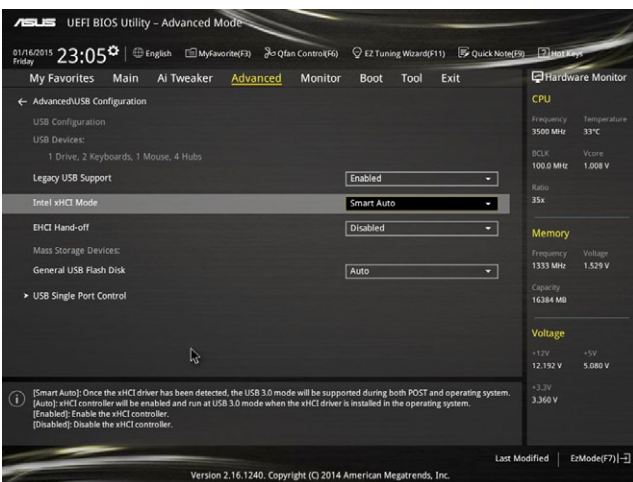 ASUS UEFI BIOS Utility – Advanced Mode
01/16/2015 Friday 23:05 English MyFavorite(F3) Qfan Control(F6) EZ Tuning Wizard(F11) Quick Note(F9) Hot Keys
My Favorites Main Ai Tweaker Advanced Monitor Boot Tool Exit
Hardware Monitor
← Advanced\USB Configuration
USB Configuration
USB Devices:
1 Drive, 2 Keyboards, 1 Mouse, 4 Hubs
Legacy USB Support Enabled
Intel xHCI Mode Smart Auto
EHCI Hand-off Disabled
Mass Storage Devices:
General USB Flash Disk Auto
> USB Single Port Control
CPU
Frequency Temperature
3500 MHz 33°C
BCLK Vcore
100.0 MHz 1.008 V
Ratio
35x
Memory
Frequency Voltage
1333 MHz 1.529 V
Capacity
16384 MB
Voltage
+12V +5V
12.192 V 5.080 V
+3.3V
3.360 V
[Smart Auto]: Once the xHCI driver has been detected, the USB 3.0 mode will be supported during both POST and operating system.
[Auto]: xHCI controller will be enabled and run at USB 3.0 mode when the xHCI driver is installed in the operating system.
[Enabled]: Enable the xHCI controller.
[Disabled]: Disable the xHCI controller.
Last Modified EzMode(F7)
Version 2.16.1240. Copyright (C) 2014 American Megatrends, Inc.